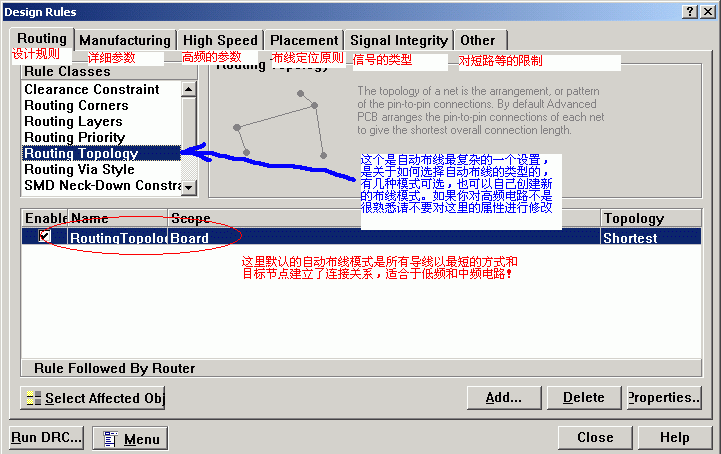 Design Rules
Routing
Manufacturing
High Speed
Placement
Signal Integrity
Other
设计规则
详细参数
高频的参数
布线定位原则
信号的类型
对短路等的限制
Rule Classes
Clearance Constraint
Routing Corners
Routing Layers
Routing Priority
Routing Topology
Routing Via Style
SMD Neck-Down Constra
Routing Topology
The topology of a net is the arrangement, or pattern
of the pin-to-pin connections. By default Advanced
PCB arranges the pin-to-pin connections of each net
to give the shortest overall connection length.
这个是自动布线最复杂的一个设置，
是关于如何选择自动布线的类型的，
有几种模式可选，也可以自己创建新
的布线模式。如果你对高频电路不是
很熟悉请不要对这里的属性进行修改
Enable Name Scope Topology
RoutingTopolog Board Shortest
这里默认的自动布线模式是所有导线以最短的方式和
目标节点建立了连接关系，适合于低频和中频电路！
Rule Followed By Router
Select Affected Obj
Add...
Delete
Properties..
Run DRC...
Menu
Close
Help